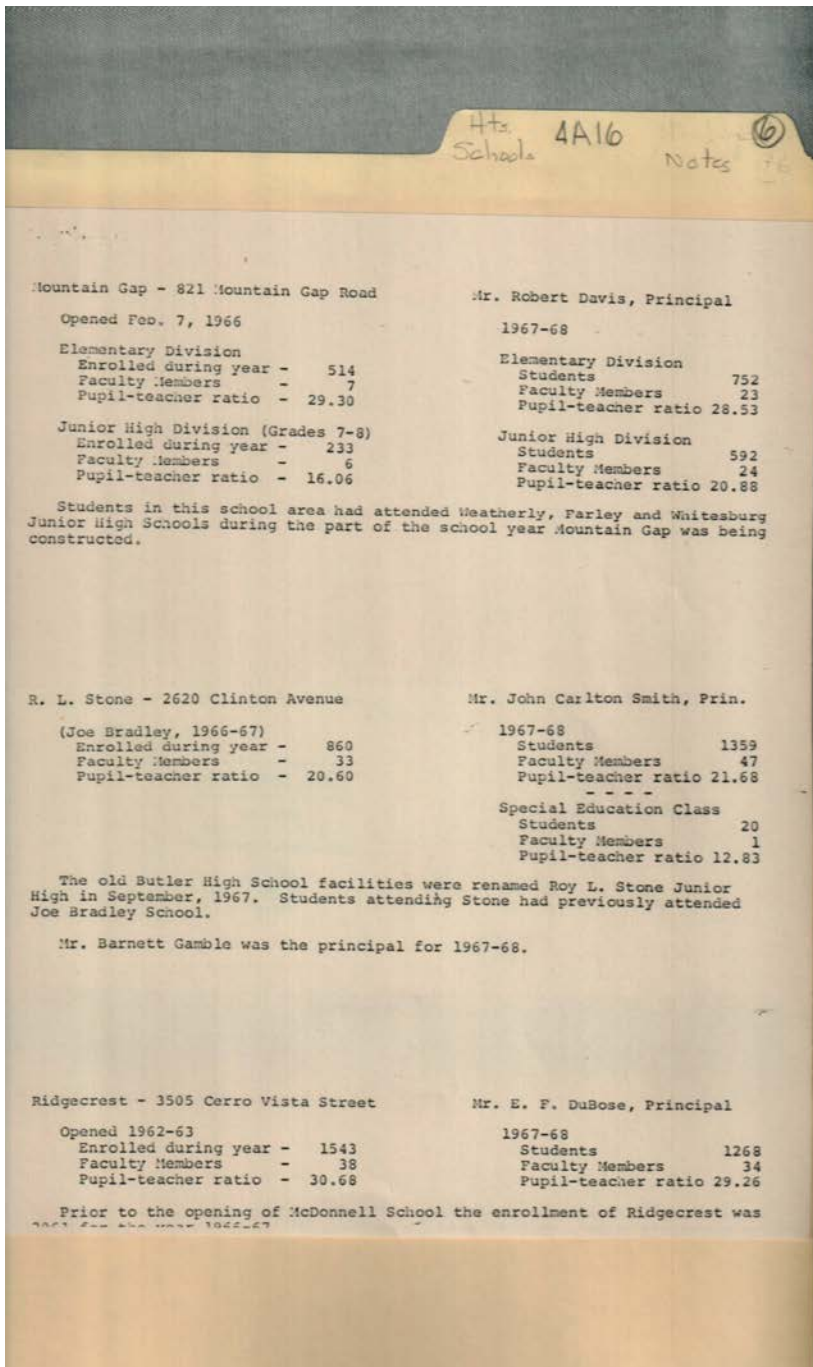 Hts. 4A16 6
Schools Notes
Mountain Gap - 821 Mountain Gap Road
Opened Feb. 7, 1966
Elementary Division
Enrolled during year - 514
Faculty Members - 7
Pupil-teacher ratio - 29.30
Junior High Division (Grades 7-8)
Enrolled during year - 233
Faculty Members - 6
Pupil-teacher ratio - 16.06
Mr. Robert Davis, Principal
1967-68
Elementary Division
Students 752
Faculty Members 23
Pupil-teacher ratio 28.53
Junior High Division
Students 592
Faculty Members 24
Pupil-teacher ratio 20.88
Students in this school area had attended Weatherly, Farley and Whitesburg
Junior High Schools during the part of the school year Mountain Gap was being
constructed.
R. L. Stone - 2620 Clinton Avenue
(Joe Bradley, 1966-67)
Enrolled during year - 860
Faculty Members - 33
Pupil-teacher ratio - 20.60
Mr. John Carlton Smith, Prin.
1967-68
Students 1359
Faculty Members 47
Pupil-teacher ratio 21.68
- - - -
Special Education Class
Students 20
Faculty Members 1
Pupil-teacher ratio 12.83
The old Butler High School facilities were renamed Roy L. Stone Junior
High in September, 1967. Students attending Stone had previously attended
Joe Bradley School.
Mr. Barnett Gamble was the principal for 1967-68.
Ridgecrest - 3505 Cerro Vista Street
Opened 1962-63
Enrolled during year - 1543
Faculty Members - 38
Pupil-teacher ratio - 30.68
Mr. E. F. DuBose, Principal
1967-68
Students 1268
Faculty Members 34
Pupil-teacher ratio 29.26
Prior to the opening of McDonnell School the enrollment of Ridgecrest was
for the year 1966-67